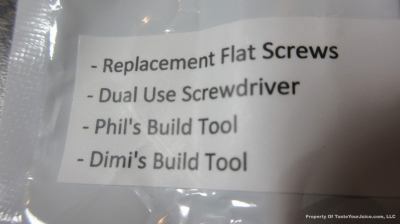 - Replacement Flat Screws
- Dual Use Screwdriver
- Phil's Build Tool
- Dimi's Build Tool
Property Of TasteYourJuice.com, LLC